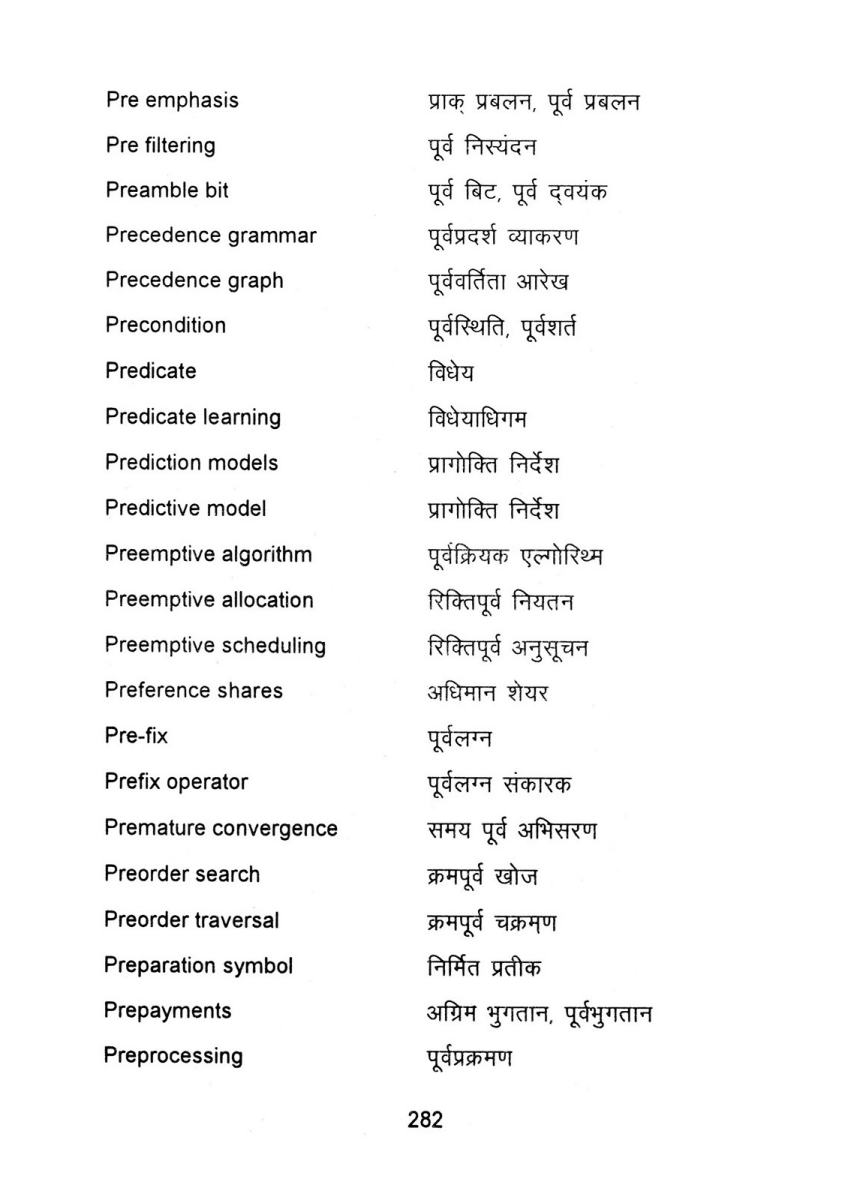 Pre emphasis प्राक् प्रबलन, पूर्व प्रबलन
Pre filtering पूर्व निस्यंदन
Preamble bit पूर्व बिट, पूर्व द्वयंक
Precedence grammar पूर्वप्रदर्श व्याकरण
Precedence graph पूर्ववर्तिता आरेख
Precondition पूर्वस्थिति, पूर्वशर्त
Predicate विधेय
Predicate learning विधेयाधिगम
Prediction models प्रागोक्ति निर्देश
Predictive model प्रागोक्ति निर्देश
Preemptive algorithm पूर्वक्रियक एल्गोरिथ्म
Preemptive allocation रिक्तिपूर्व नियतन
Preemptive scheduling रिक्तिपूर्व अनुसूचन
Preference shares अधिमान शेयर
Pre-fix पूर्वलग्न
Prefix operator पूर्वलग्न संकारक
Premature convergence समय पूर्व अभिसरण
Preorder search क्रमपूर्व खोज
Preorder traversal क्रमपूर्व चक्रमण
Preparation symbol निर्मित प्रतीक
Prepayments अग्रिम भुगतान, पूर्वभुगतान
Preprocessing पूर्वप्रक्रमण
282